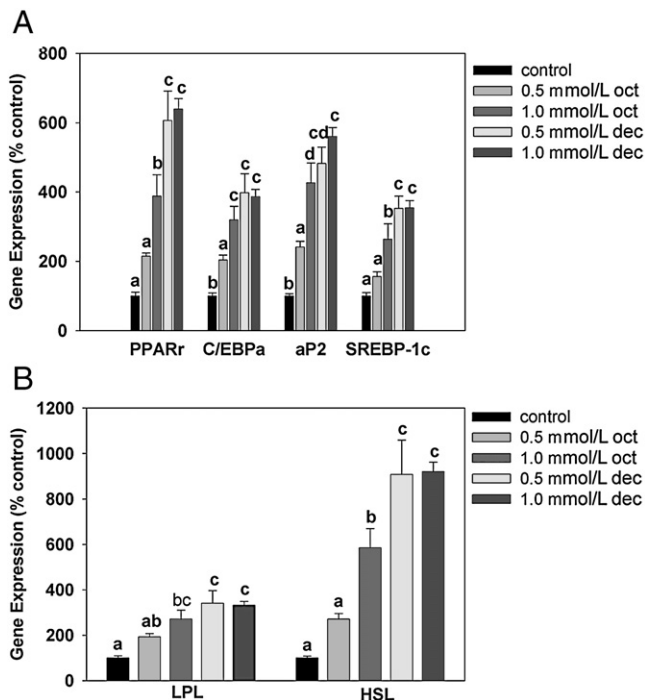 A
800
600
400
200
0
Gene Expression (% control)
a a b c c
b a c c c
b a d cd c
a a b c c
PPARr C/EBPa aP2 SREBP-1c
control
0.5 mmol/L oct
1.0 mmol/L oct
0.5 mmol/L dec
1.0 mmol/L dec
B
1200
1000
800
600
400
200
0
Gene Expression (% control)
a ab bc c c
a a b c c
LPL HSL
control
0.5 mmol/L oct
1.0 mmol/L oct
0.5 mmol/L dec
1.0 mmol/L dec